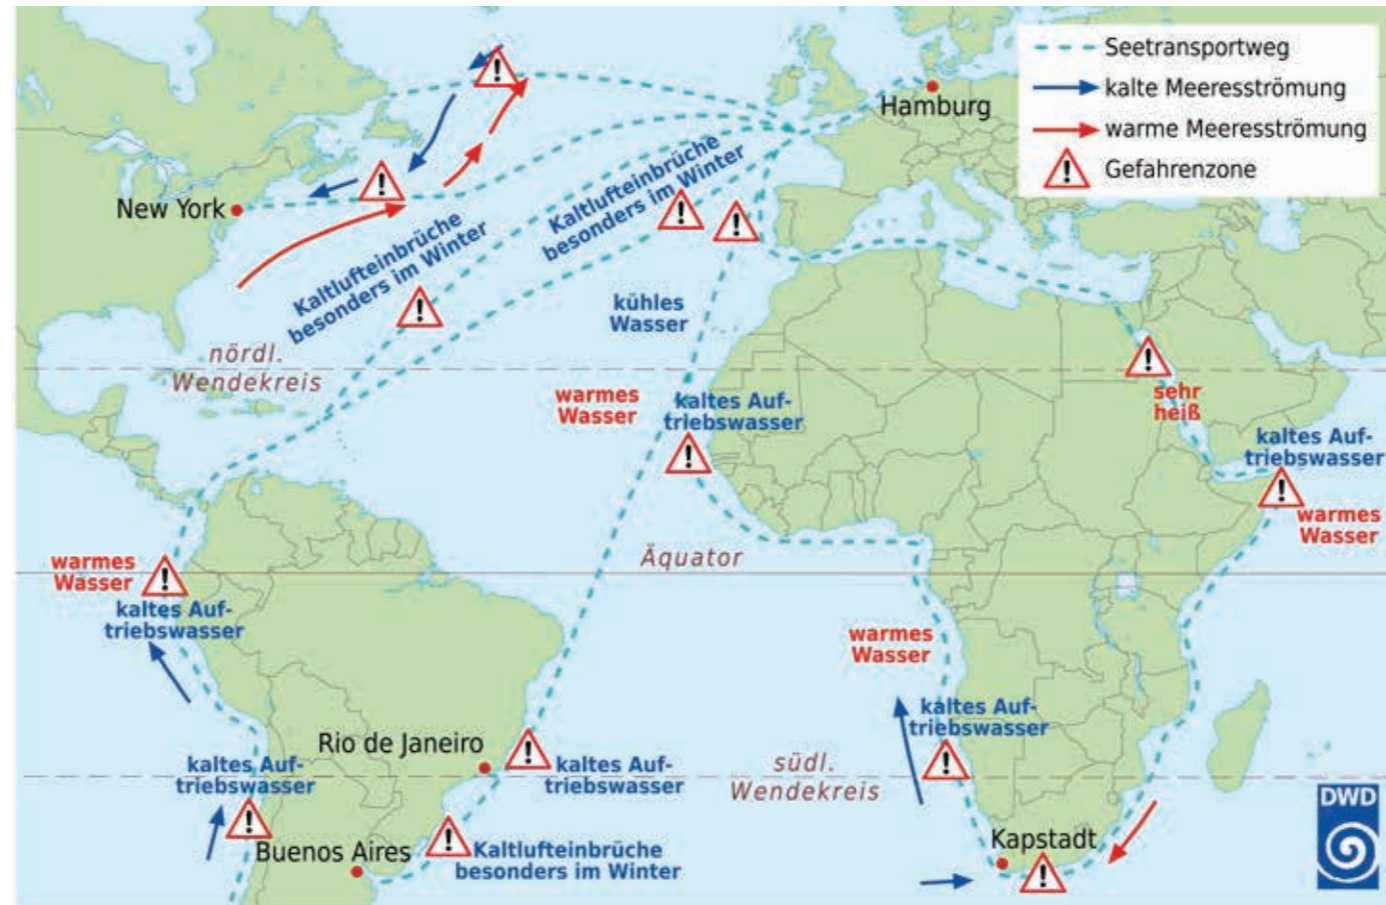 Seetransportweg
kalte Meeresströmung
warme Meeresströmung
Gefahrenzone
Hamburg
New York
Kaltlufteinbrüche
besonders im Winter
Kaltlufteinbrüche
besonders im Winter
kühles
Wasser
nördl.
Wendekreis
warmes
Wasser
kaltes Auf-
triebswasser
sehr
heiß
kaltes Auf-
triebswasser
warmes
Wasser
Äquator
warmes
Wasser
kaltes Auf-
triebswasser
warmes
Wasser
kaltes Auf-
triebswasser
Rio de Janeiro
kaltes Auf-
triebswasser
kaltes Auf-
triebswasser
südl.
Wendekreis
DWD
Buenos Aires
Kaltlufteinbrüche
besonders im Winter
Kapstadt